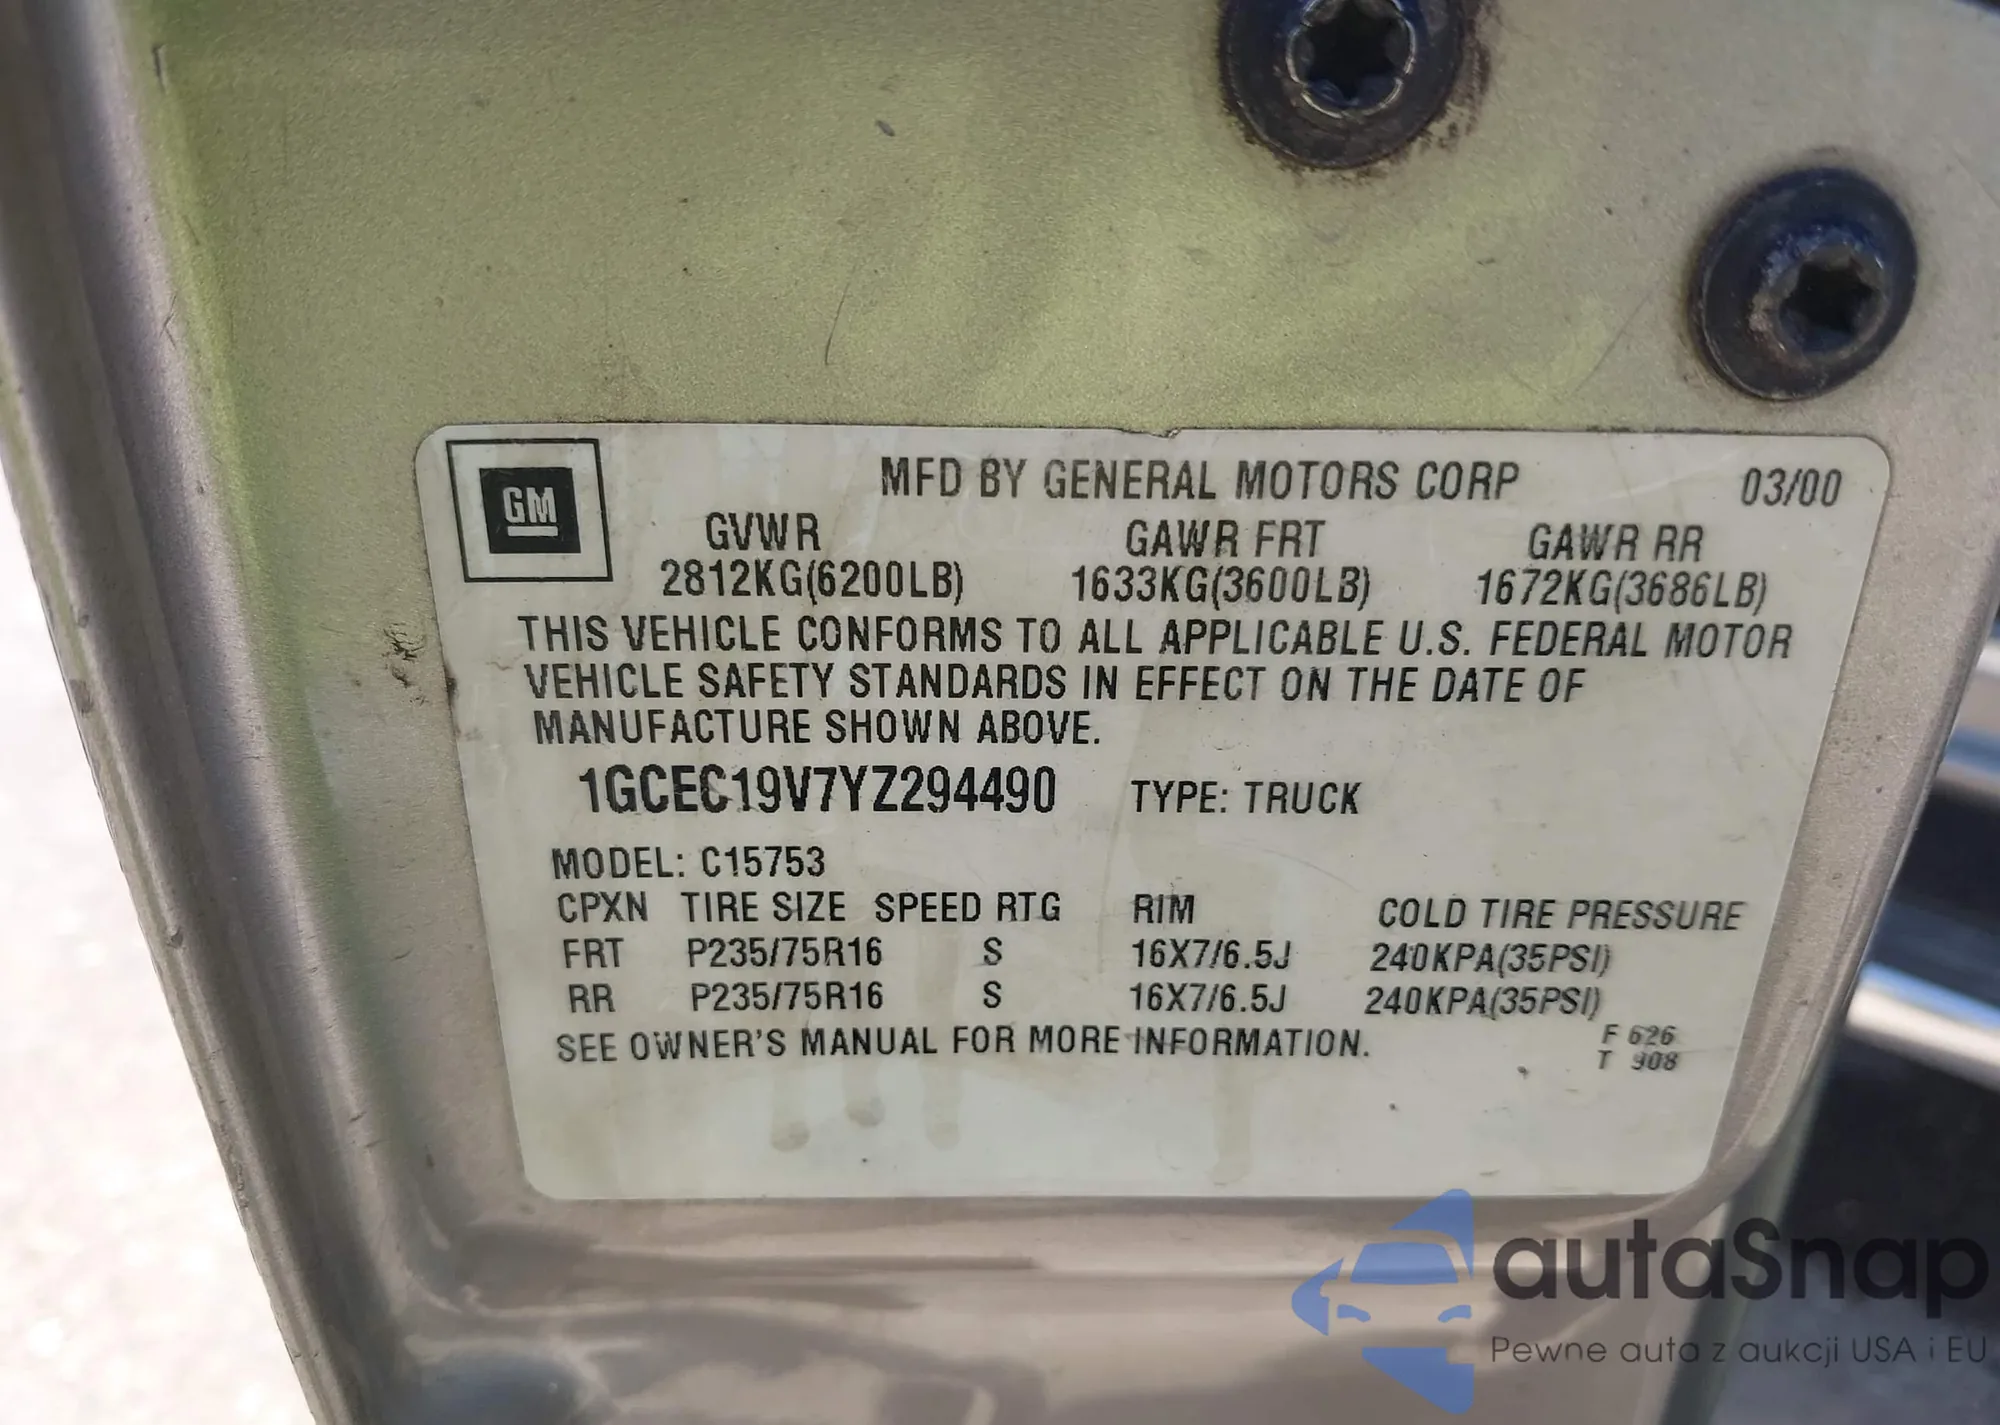 GM
MFD BY GENERAL MOTORS CORP 03/00
GVWR GAWR FRT GAWR RR
2812KG(6200LB) 1633KG(3600LB) 1672KG(3686LB)
THIS VEHICLE CONFORMS TO ALL APPLICABLE U.S. FEDERAL MOTOR
VEHICLE SAFETY STANDARDS IN EFFECT ON THE DATE OF
MANUFACTURE SHOWN ABOVE.
1GCEC19V7YZ294490 TYPE: TRUCK
MODEL: C15753
CPXN TIRE SIZE SPEED RTG RIM COLD TIRE PRESSURE
FRT P235/75R16 S 16X7/6.5J 240KPA(35PSI)
RR P235/75R16 S 16X7/6.5J 240KPA(35PSI)
SEE OWNER'S MANUAL FOR MORE INFORMATION.
F 626
T 908
autaSnap
Pewne auta z aukcji USA i EU